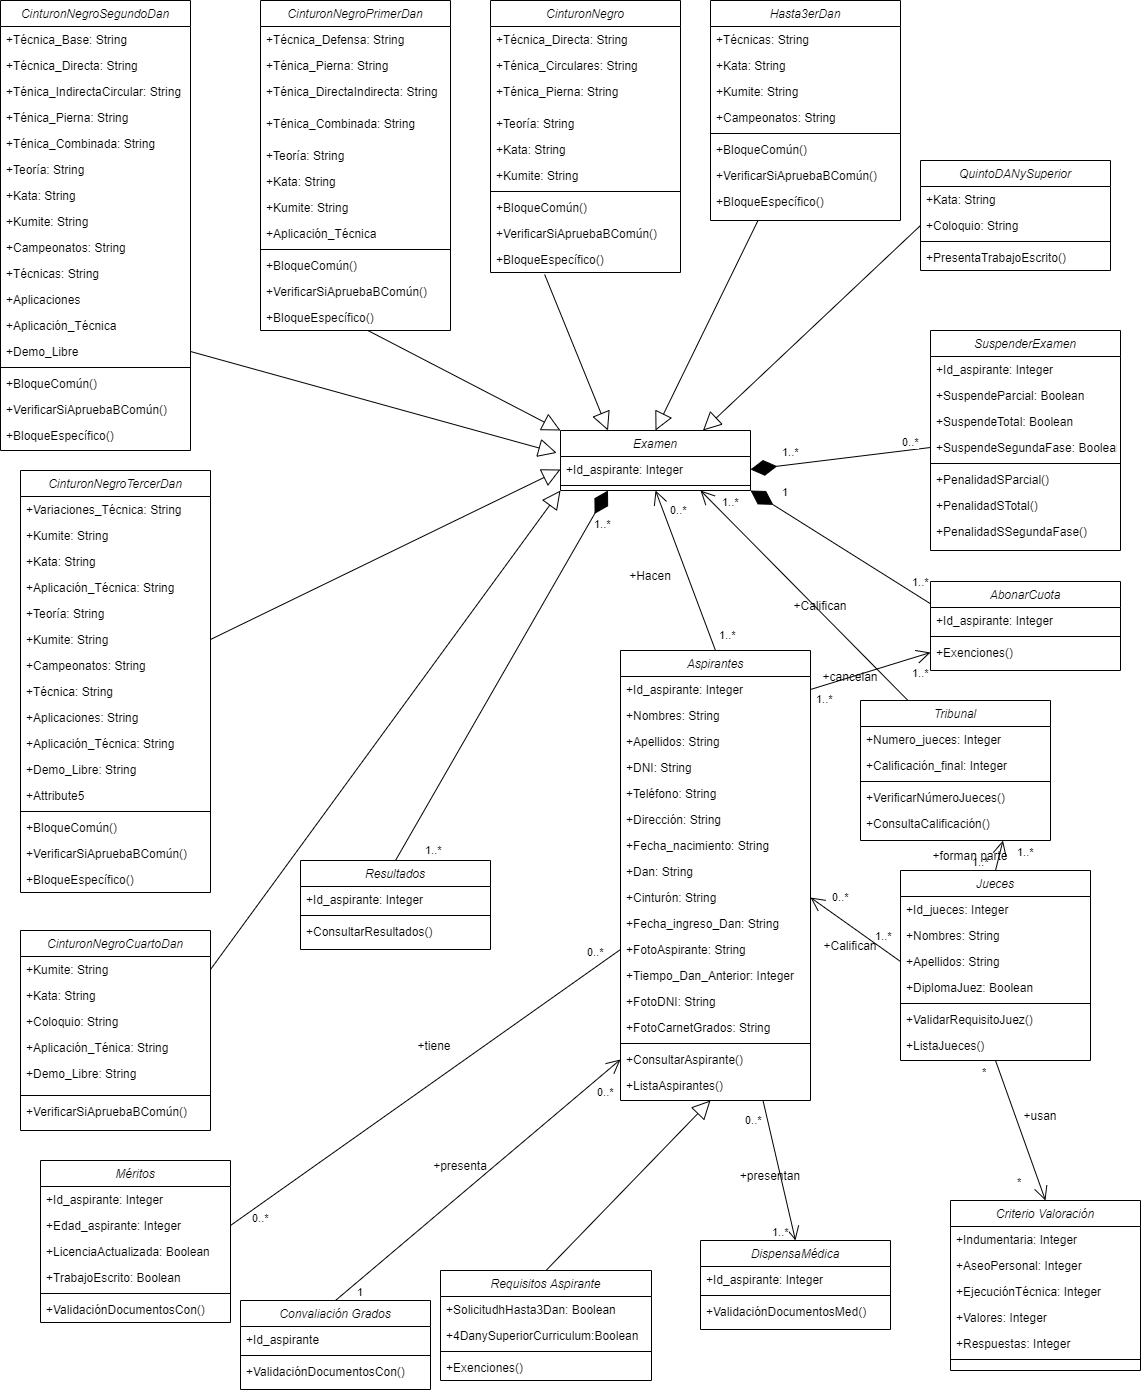 CinturonNegroSegundoDan
+Técnica_Base: String
+Técnica_Directa: String
+Ténica_IndirectaCircular: String
+Ténica_Pierna: String
+Ténica_Combinada: String
+Teoría: String
+Kata: String
+Kumite: String
+Campeonatos: String
+Técnicas: String
+Aplicaciones
+Aplicación_Técnica
+Demo_Libre
+BloqueComún()
+VerificarSiApruebaBComún()
+BloqueEspecífico()
CinturonNegroPrimerDan
+Técnica_Defensa: String
+Ténica_Pierna: String
+Ténica_DirectaIndirecta: String
+Ténica_Combinada: String
+Teoría: String
+Kata: String
+Kumite: String
+Aplicación_Técnica
+BloqueComún()
+VerificarSiApruebaBComún()
+BloqueEspecífico()
CinturonNegro
+Técnica_Directa: String
+Ténica_Circulares: String
+Ténica_Pierna: String
+Teoría: String
+Kata: String
+Kumite: String
+BloqueComún()
+VerificarSiApruebaBComún()
+BloqueEspecífico()
Hasta3erDan
+Técnicas: String
+Kata: String
+Kumite: String
+Campeonatos: String
+BloqueComún()
+VerificarSiApruebaBComún()
+BloqueEspecífico()
QuintoDANySuperior
+Kata: String
+Coloquio: String
+PresentaTrabajoEscrito()
SuspenderExamen
+Id_aspirante: Integer
+SuspendeParcial: Boolean
+SuspendeTotal: Boolean
+SuspendeSegundaFase: Boolea
+PenalidadSParcial()
+PenalidadSTotal()
+PenalidadSSegundaFase()
Examen
+Id_aspirante: Integer
1..*
0..*
1
1..*
1..*
0..*
1..*
+Hacen
1..*
+Califican
CinturonNegroTercerDan
+Variaciones_Técnica: String
+Kumite: String
+Kata: String
+Aplicación_Técnica: String
+Teoría: String
+Kumite: String
+Campeonatos: String
+Técnica: String
+Aplicaciones: String
+Aplicación_Técnica: String
+Demo_Libre: String
+Attribute5
+BloqueComún()
+VerificarSiApruebaBComún()
+BloqueEspecífico()
AbonarCuota
+Id_aspirante: Integer
+Exenciones()
+cancelan
1..*
1..*
Aspirantes
+Id_aspirante: Integer
+Nombres: String
+Apellidos: String
+DNI: String
+Teléfono: String
+Dirección: String
+Fecha_nacimiento: String
+Dan: String
+Cinturón: String
+Fecha_ingreso_Dan: String
+FotoAspirante: String
+Tiempo_Dan_Anterior: Integer
+FotoDNI: String
+FotoCarnetGrados: String
+ConsultarAspirante()
+ListaAspirantes()
Tribunal
+Numero_jueces: Integer
+Calificación_final: Integer
+VerificarNúmeroJueces()
+ConsultaCalificación()
+forman parte
1..*
1..*
Jueces
+Id_jueces: Integer
+Nombres: String
+Apellidos: String
+DiplomaJuez: Boolean
+ValidarRequisitoJuez()
+ListaJueces()
0..*
1..*
+Califican
1..*
Resultados
+Id_aspirante: Integer
+ConsultarResultados()
CinturonNegroCuartoDan
+Kumite: String
+Kata: String
+Coloquio: String
+Aplicación_Ténica: String
+Demo_Libre: String
+VerificarSiApruebaBComún()
0..*
+tiene
0..*
0..*
+presenta
1
0..*
+presentan
1..*
*
+usan
*
Méritos
+Id_aspirante: Integer
+Edad_aspirante: Integer
+LicenciaActualizada: Boolean
+TrabajoEscrito: Boolean
+ValidaciónDocumentosCon()
Convaliación Grados
+Id_aspirante
+ValidaciónDocumentosCon()
Requisitos Aspirante
+SolicitudhHasta3Dan: Boolean
+4DanySuperiorCurriculum:Boolean
+Exenciones()
DispensaMédica
+Id_aspirante: Integer
+ValidaciónDocumentosMed()
Criterio Valoración
+Indumentaria: Integer
+AseoPersonal: Integer
+EjecuciónTécnica: Integer
+Valores: Integer
+Respuestas: Integer